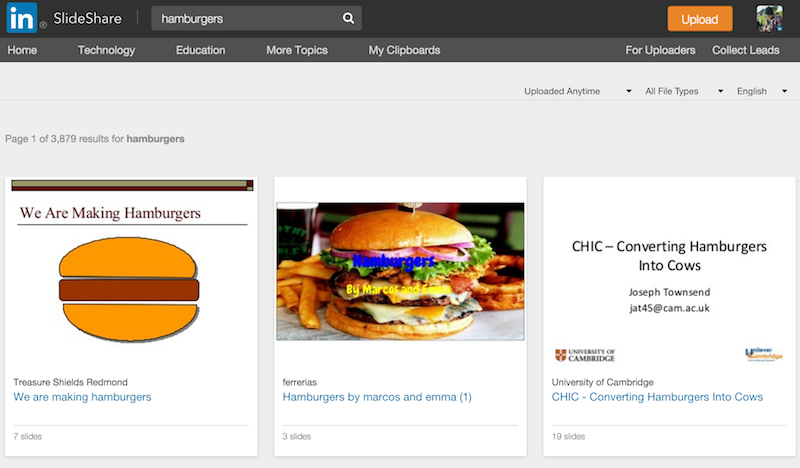 in® SlideShare hamburgers Upload
Home Technology Education More Topics My Clipboards For Uploaders Collect Leads
Uploaded Anytime All File Types English
Page 1 of 3,879 results for hamburgers
We Are Making Hamburgers
Treasure Shields Redmond
We are making hamburgers
7 slides
Hamburgers
By Marcos and Emma
ferrerias
Hamburgers by marcos and emma (1)
3 slides
CHIC – Converting Hamburgers
Into Cows
Joseph Townsend
jat45@cam.ac.uk
UNIVERSITY OF
CAMBRIDGE
Unilever
Cambridge
University of Cambridge
CHIC - Converting Hamburgers Into Cows
19 slides